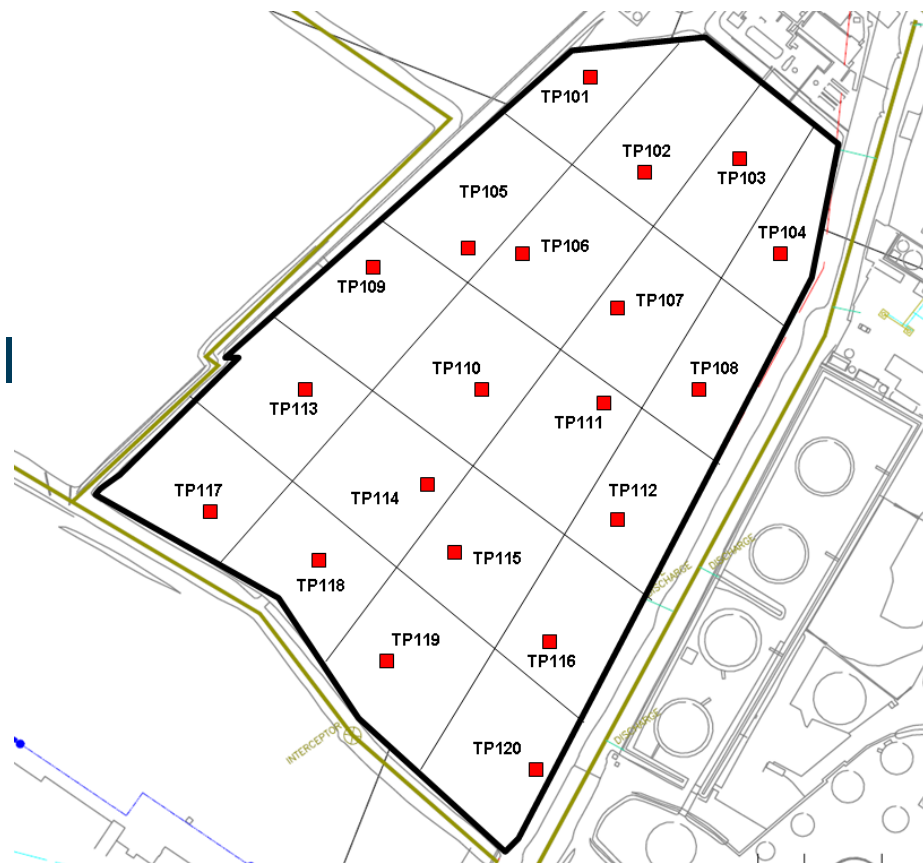 TP101
TP102
TP103
TP105
TP104
TP106
TP109
TP107
TP110
TP108
TP113
TP111
TP117
TP114
TP112
TP115
DISCHARGE
DISCHARGE
TP118
TP119
TP116
INTERCEPTOR
DISCHARGE
TP120